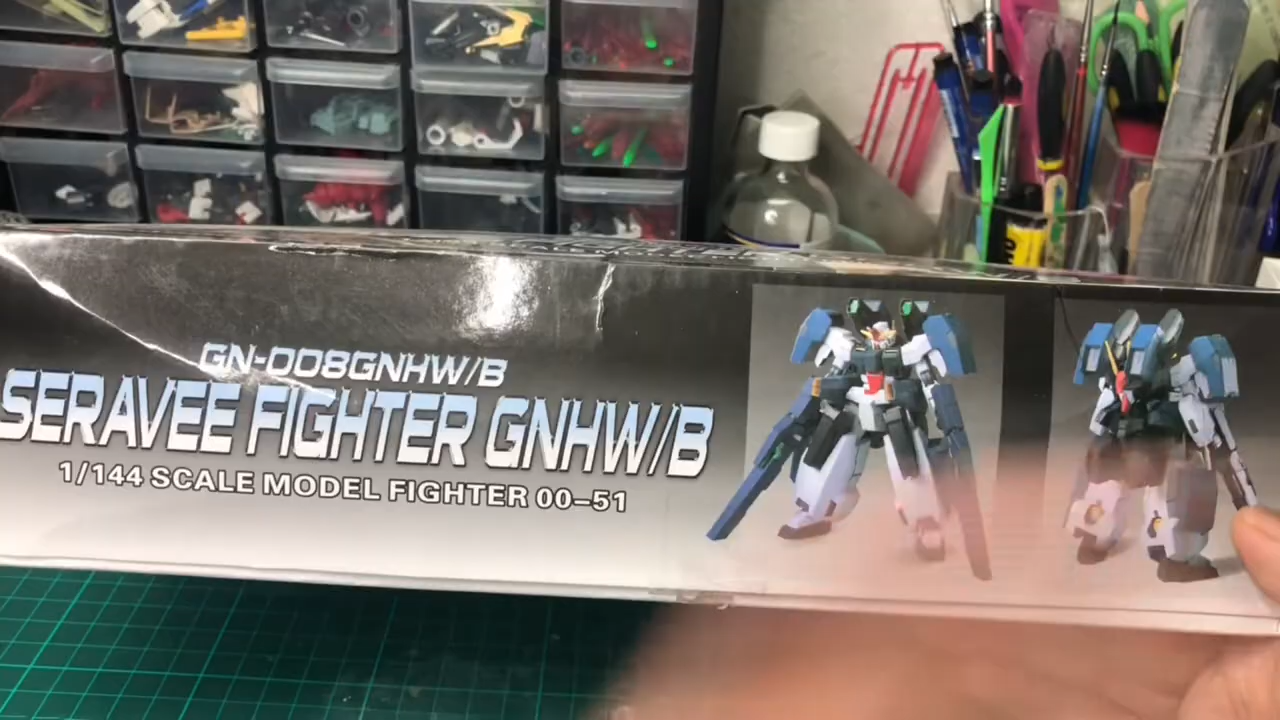 GN-008GNHW/B
SERAVEE FIGHTER GNHW/B
1/144 SCALE MODEL FIGHTER 00-51